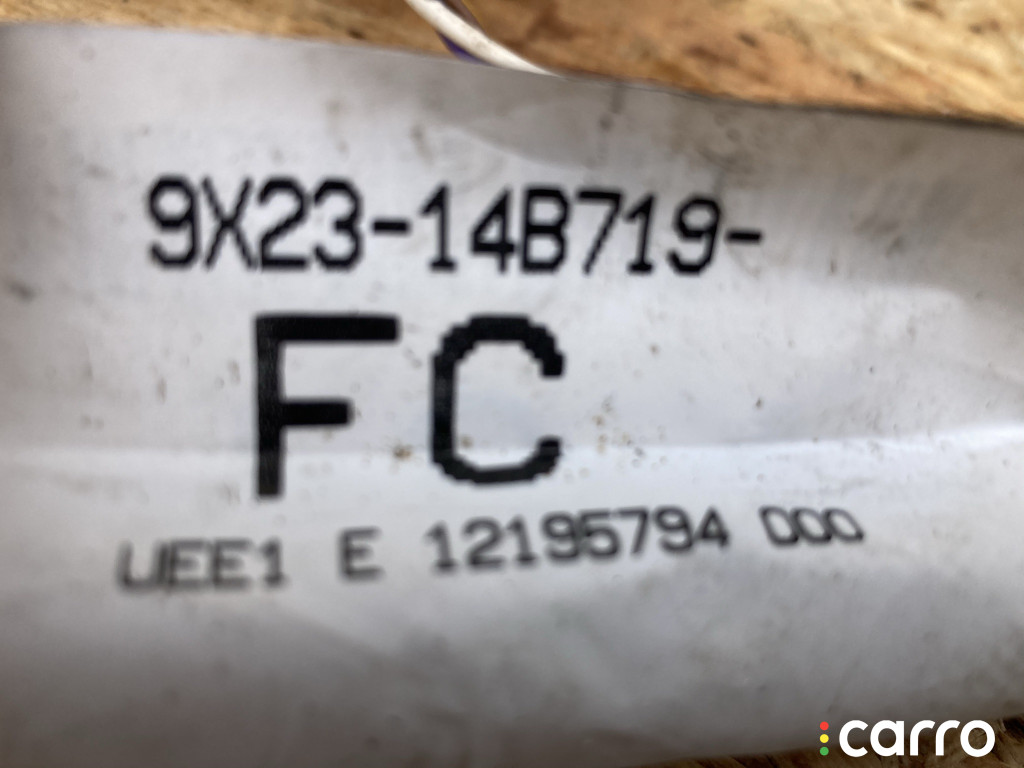 9X23-14B719-
FC
UEE1 E 12195794 000
carro